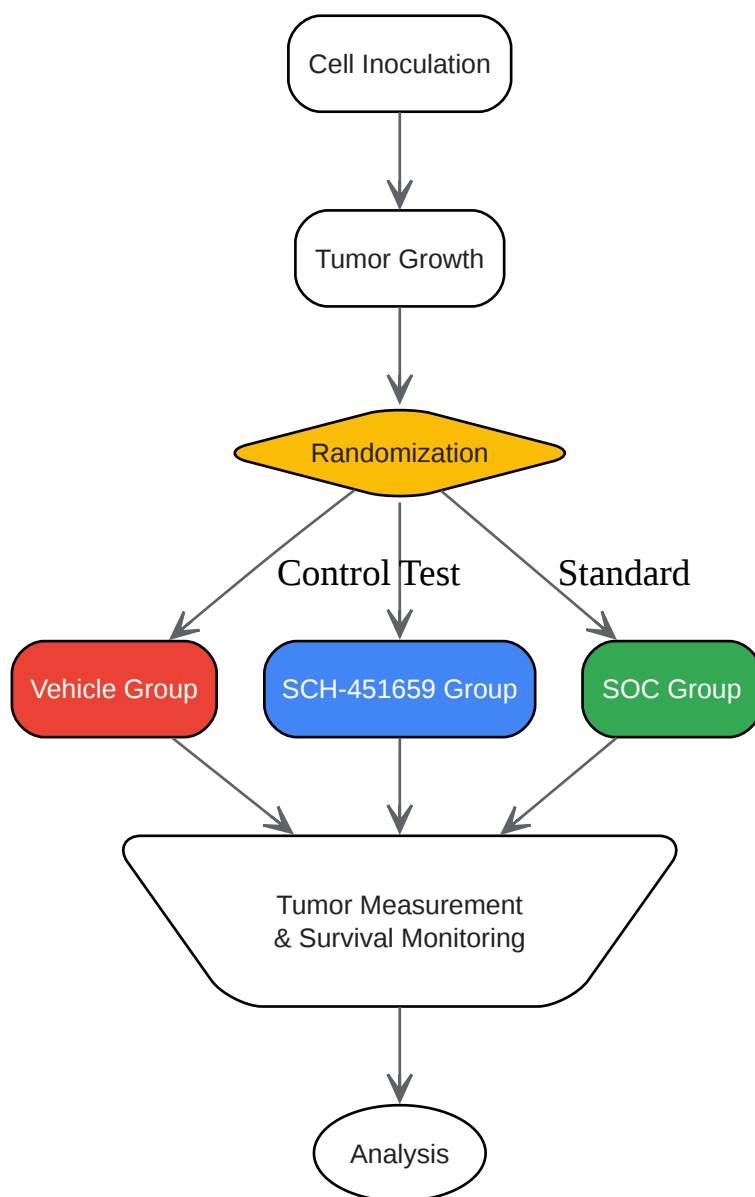 Cell Inoculation
Tumor Growth
Randomization
Control
Test
Standard
Vehicle Group
SCH-451659 Group
SOC Group
Tumor Measurement
& Survival Monitoring
Analysis